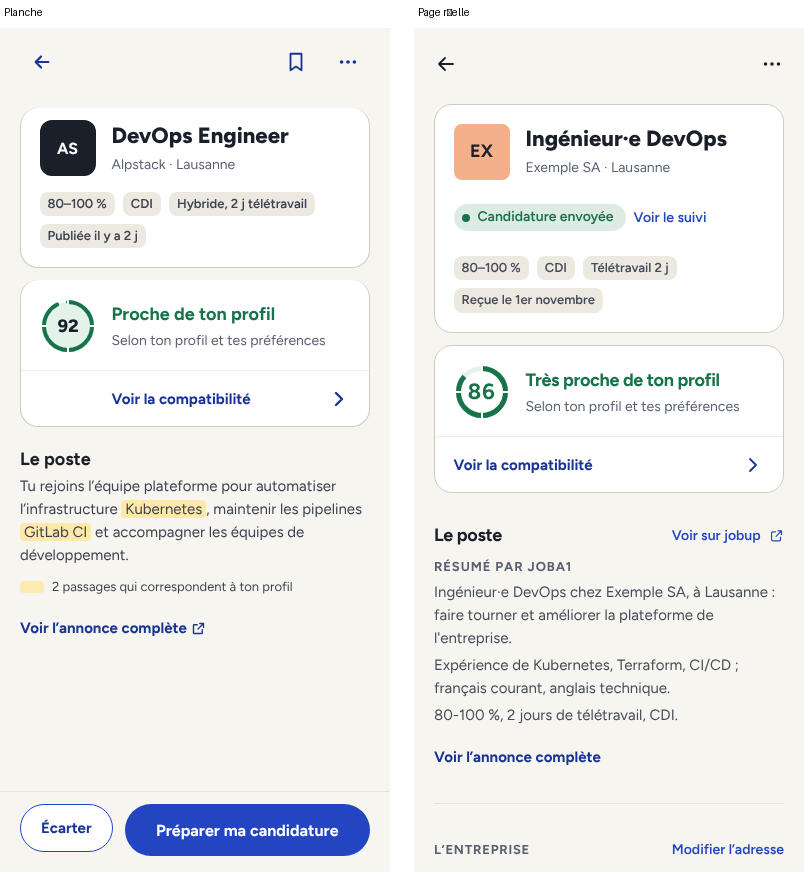 Planche
AS
DevOps Engineer
Alpstack · Lausanne
80–100 %
CDI
Hybride, 2 j télétravail
Publiée il y a 2 j
92
Proche de ton profil
Selon ton profil et tes préférences
Voir la compatibilité
Le poste
Tu rejoins l’équipe plateforme pour automatiser
l’infrastructure Kubernetes, maintenir les pipelines
GitLab CI et accompagner les équipes de
développement.
2 passages qui correspondent à ton profil
Voir l’annonce complète
Écarter
Préparer ma candidature
Page
EX
Ingénieur·e DevOps
Exemple SA · Lausanne
Candidature envoyée
Voir le suivi
80–100 %
CDI
Télétravail 2 j
Reçue le 1er novembre
86
Très proche de ton profil
Selon ton profil et tes préférences
Voir la compatibilité
Le poste
Voir sur jobup
RÉSUMÉ PAR JOBA1
Ingénieur·e DevOps chez Exemple SA, à Lausanne :
faire tourner et améliorer la plateforme de
l'entreprise.
Expérience de Kubernetes, Terraform, CI/CD ;
français courant, anglais technique.
80-100 %, 2 jours de télétravail, CDI.
Voir l’annonce complète
L’ENTREPRISE
Modifier l’adresse